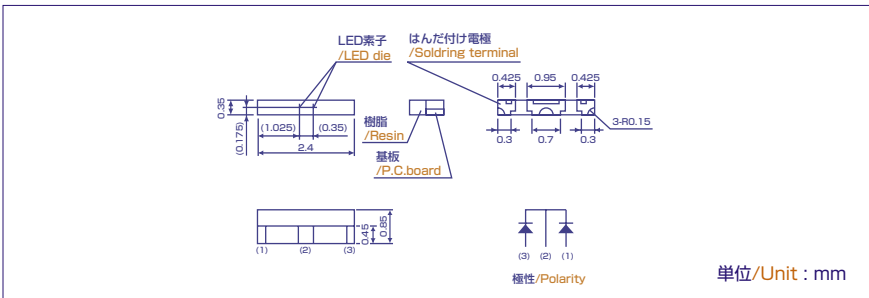 LED素子
/LED die
はんだ付け電極
/Soldring terminal
0.425
0.95
0.425
0.35
(0.175)
(1.025)
(0.35)
2.4
樹脂
/Resin
基板
/P.C.board
0.3
0.7
0.3
3-R0.15
(1)
(2)
(3)
0.45
0.85
(3)
(2)
(1)
極性/Polarity
単位/Unit : mm